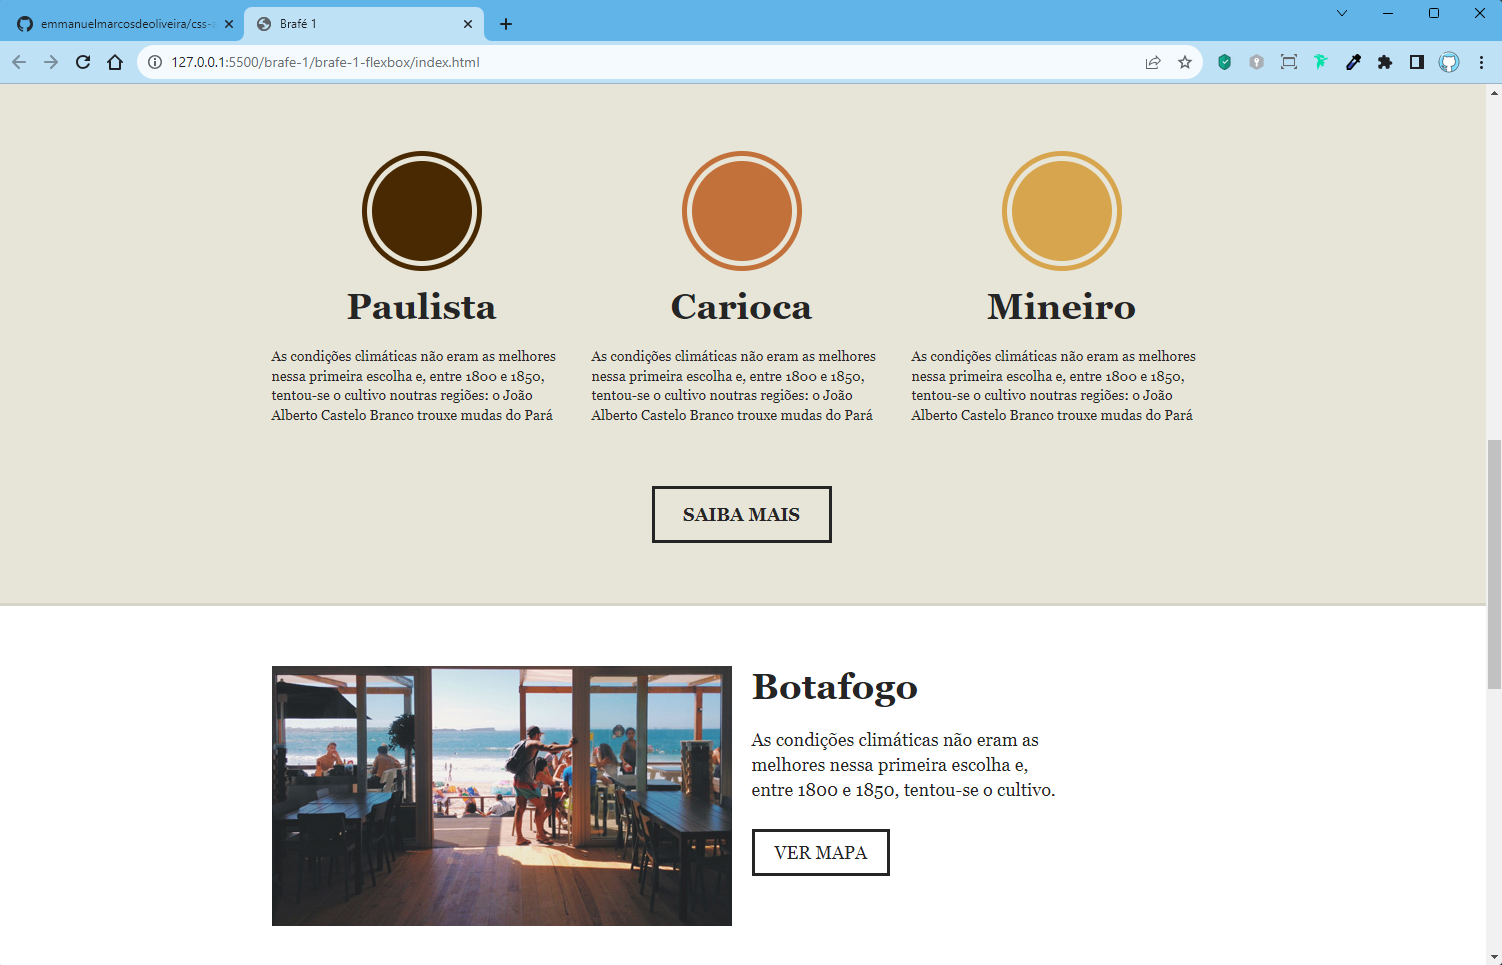 emmanuelmarcosdeoliveira/css-
Brafé 1
127.0.0.1:5500/brafe-1/brafe-1-flexbox/index.html
Paulista
As condições climáticas não eram as melhores
nessa primeira escolha e, entre 1800 e 1850,
tentou-se o cultivo noutras regiões: o João
Alberto Castelo Branco trouxe mudas do Pará
Carioca
As condições climáticas não eram as melhores
nessa primeira escolha e, entre 1800 e 1850,
tentou-se o cultivo noutras regiões: o João
Alberto Castelo Branco trouxe mudas do Pará
Mineiro
As condições climáticas não eram as melhores
nessa primeira escolha e, entre 1800 e 1850,
tentou-se o cultivo noutras regiões: o João
Alberto Castelo Branco trouxe mudas do Pará
SAIBA MAIS
Botafogo
As condições climáticas não eram as
melhores nessa primeira escolha e,
entre 1800 e 1850, tentou-se o cultivo.
VER MAPA